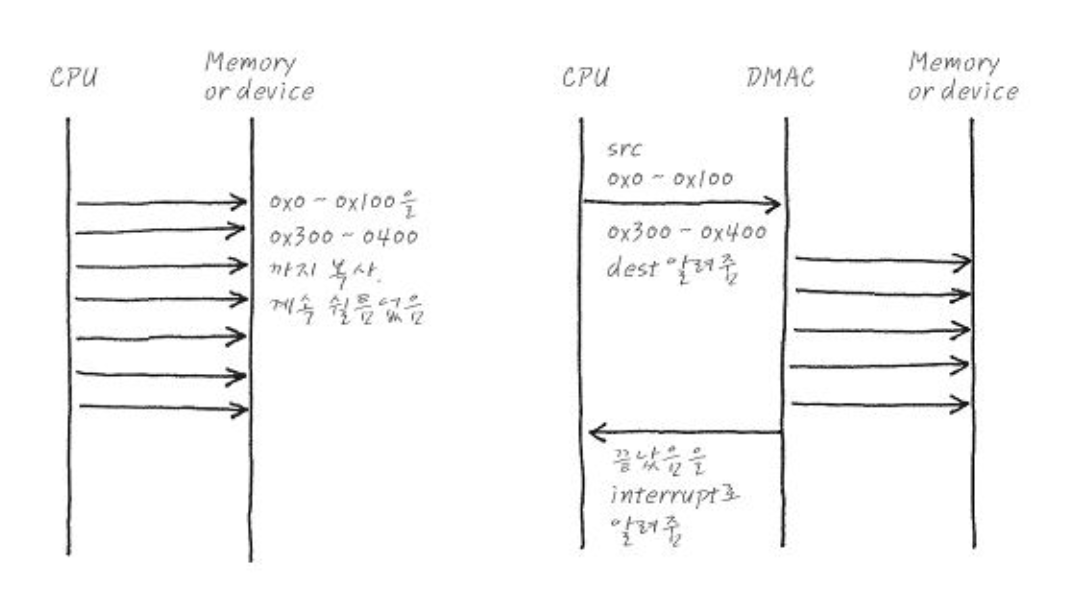 CPU
Memory
or device
0x0 ~ 0x100을
0x300 ~ 0400
까지 복사.
계속 쉴틈없음
CPU
DMAC
Memory
or device
src
0x0 ~ 0x100
0x300 ~ 0x400
dest 알려줌
끝났음을
interrupt로
알려줌